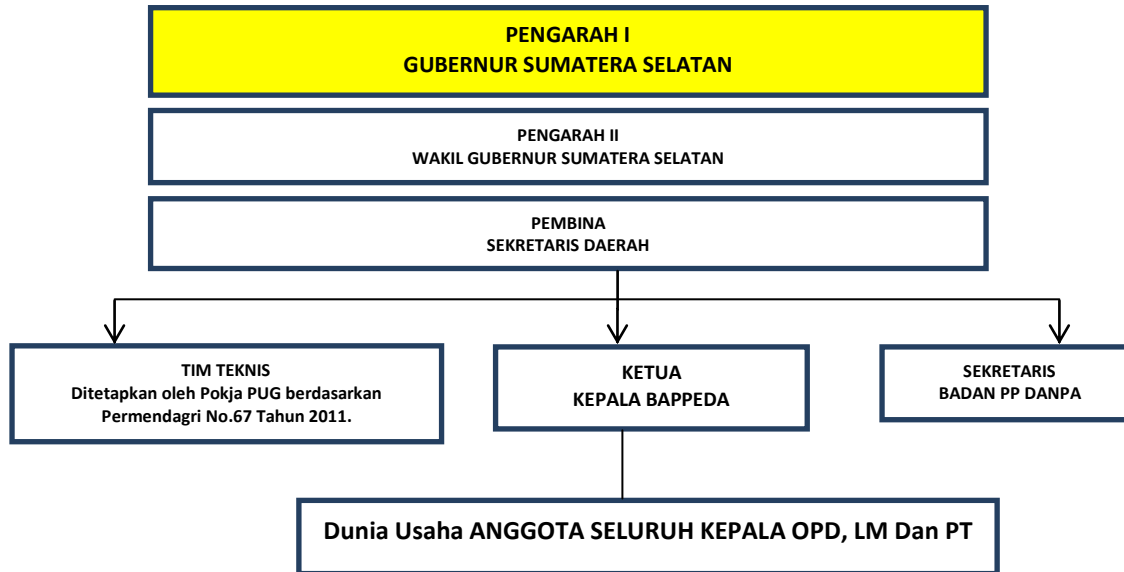 PENGARAH I
GUBERNUR SUMATERA SELATAN
PENGARAH II
WAKIL GUBERNUR SUMATERA SELATAN
PEMBINA
SEKRETARIS DAERAH
TIM TEKNIS
Ditetapkan oleh Pokja PUG berdasarkan
Permendagri No.67 Tahun 2011.
KETUA
KEPALA BAPPEDA
SEKRETARIS
BADAN PP DANPA
Dunia Usaha ANGGOTA SELURUH KEPALA OPD, LM Dan PT